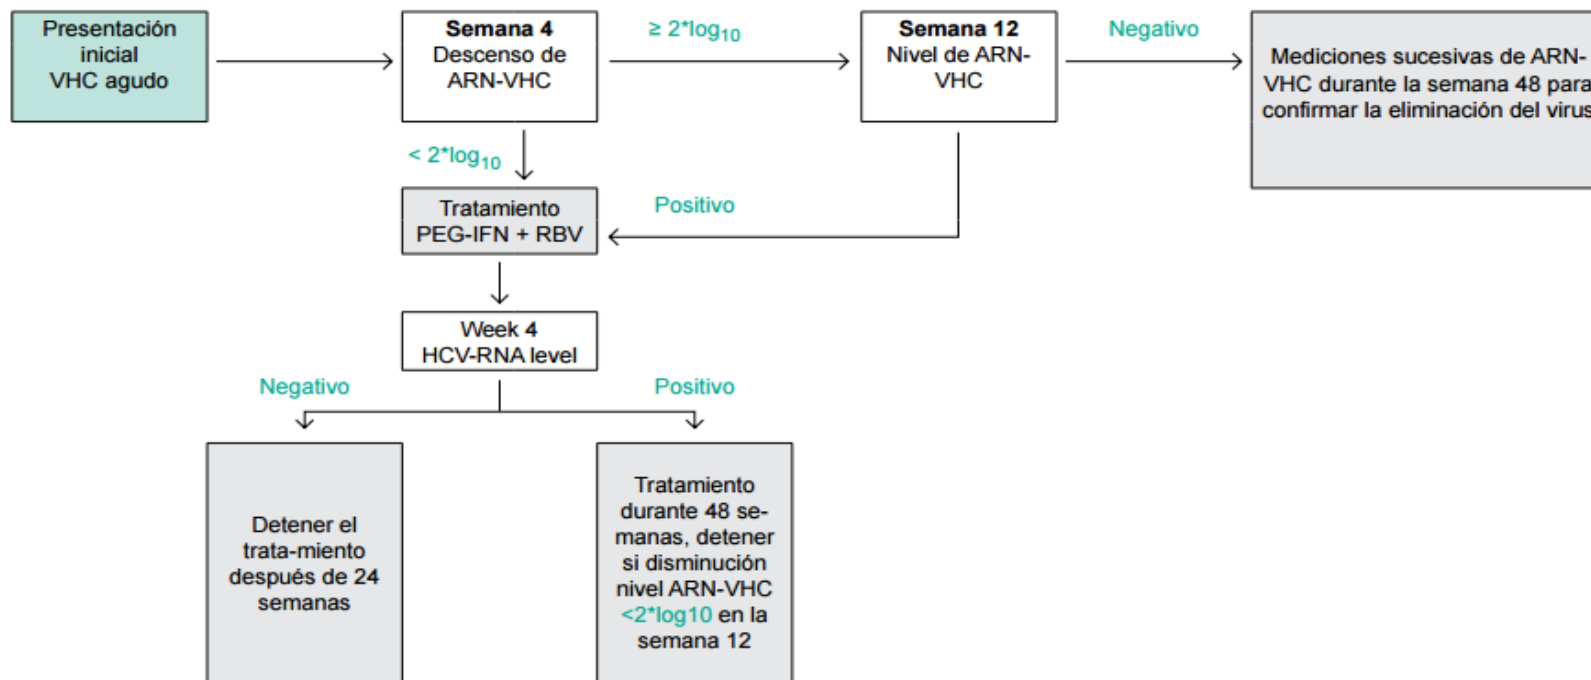 Presentación
inicial
VHC agudo
Semana 4
Descenso de
ARN-VHC
≥ 2*log10
Semana 12
Nivel de ARN-
VHC
Negativo
Mediciones sucesivas de ARN-
VHC durante la semana 48 para
confirmar la eliminación del virus
< 2*log10
Tratamiento
PEG-IFN + RBV
Positivo
Week 4
HCV-RNA level
Negativo
Positivo
Detener el
trata-miento
después de 24
semanas
Tratamiento
durante 48 se-
manas, detener
si disminución
nivel ARN-VHC
<2*log10 en la
semana 12